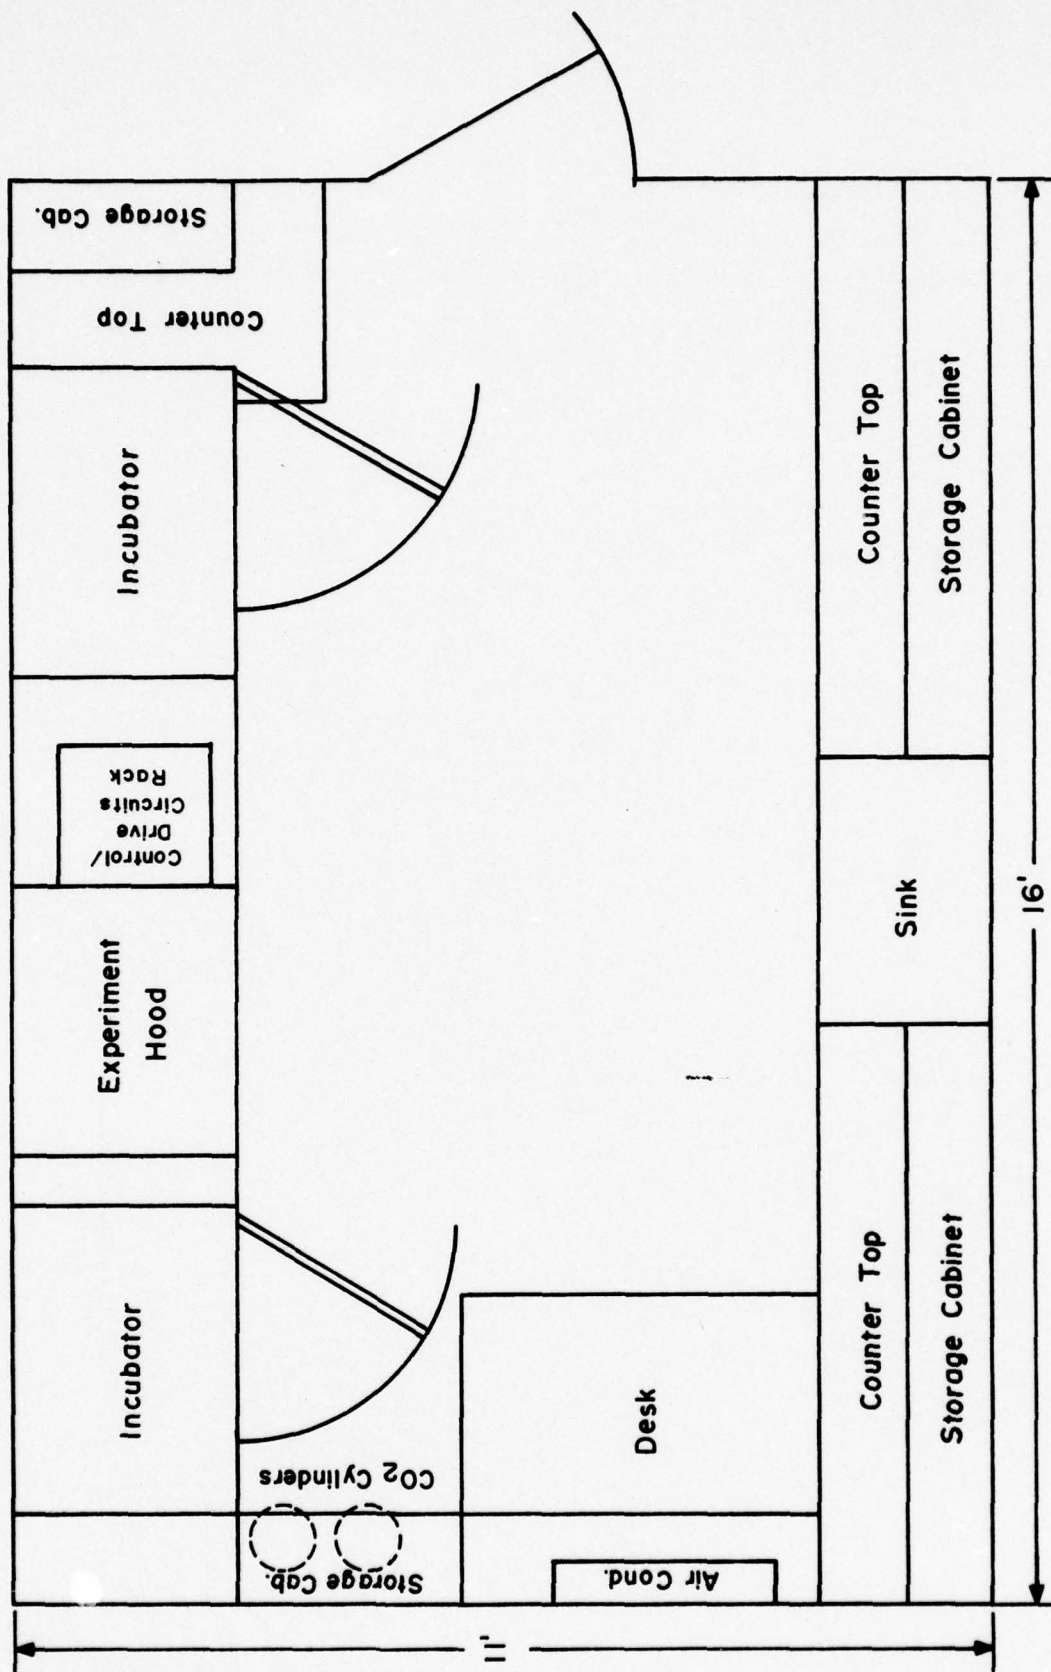 Storage Cab.
Counter Top
Incubator
Control/
Drive
Circuits
Rack
Experiment
Hood
Incubator
CO2 Cylinders
Storage Cab.
Desk
Air Cond.
Counter Top
Storage Cabinet
Sink
Counter Top
Storage Cabinet
16'
11'